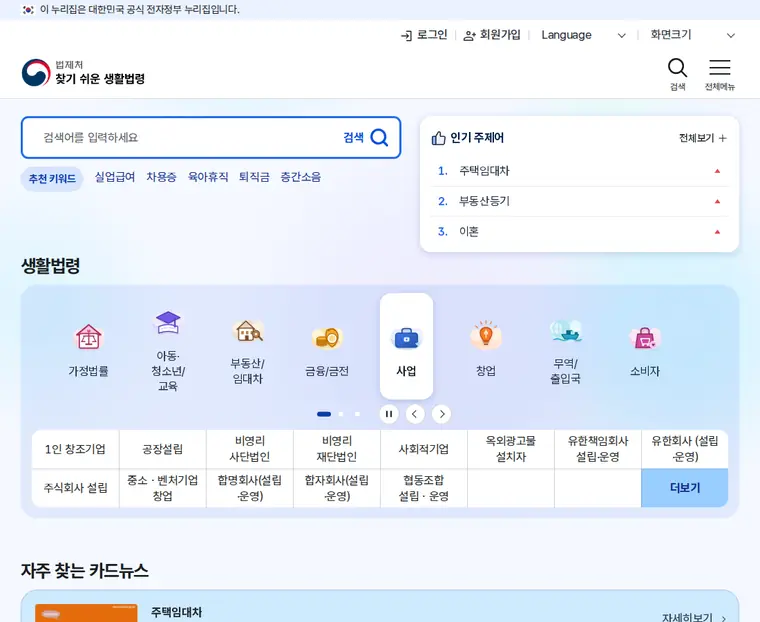 이 누리집은 대한민국 공식 전자정부 누리집입니다.
로그인 회원가입 Language 화면크기
법제처
찾기 쉬운 생활법령
검색 전체메뉴
검색어를 입력하세요 검색
추천 키워드 실업급여 차용증 육아휴직 퇴직금 층간소음
인기 주제어 전체보기
1. 주택임대차
2. 부동산등기
3. 이혼
생활법령
가정법률
아동·
청소년/
교육
부동산/
임대차
금융/금전
사업
창업
무역/
출입국
소비자
1인 창조기업
공장설립
비영리
사단법인
비영리
재단법인
사회적기업
옥외광고물
설치자
유한책임회사
설립·운영
유한회사 (설립
·운영)
주식회사 설립
중소ㆍ벤처기업
창업
합명회사(설립
·운영)
합자회사(설립
·운영)
협동조합
설립ㆍ운영
더보기
자주 찾는 카드뉴스
주택임대차
자세히보기